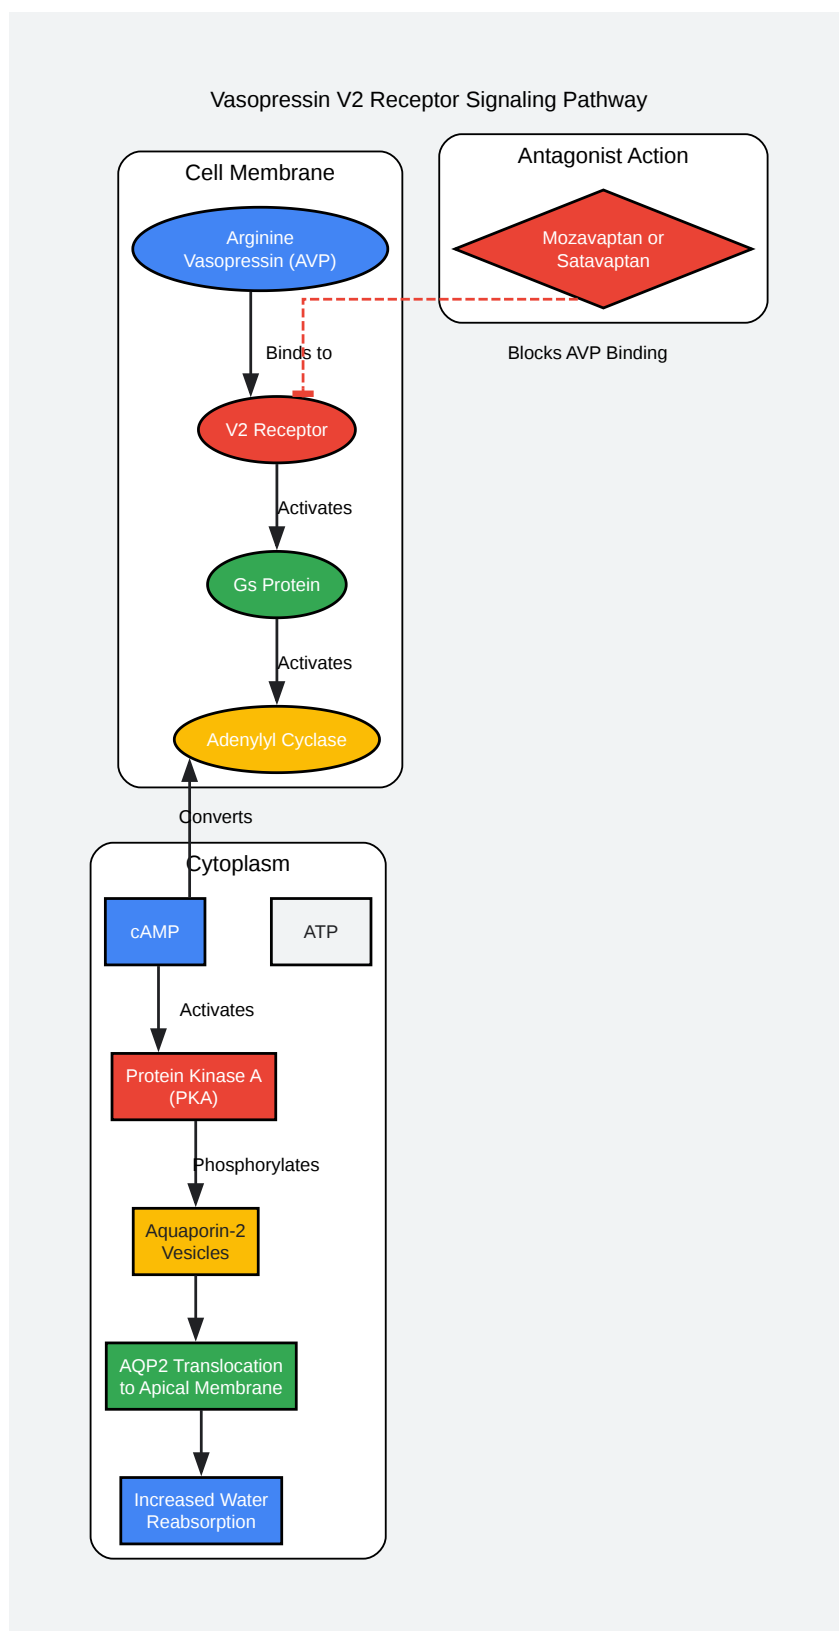 Vasopressin V2 Receptor Signaling Pathway
Cell Membrane
Antagonist Action
Arginine
Vasopressin (AVP)
Mozavaptan or
Satavaptan
Binds to
Blocks AVP Binding
V2 Receptor
Activates
Gs Protein
Activates
Adenylyl Cyclase
Converts
Cytoplasm
cAMP
ATP
Activates
Protein Kinase A
(PKA)
Phosphorylates
Aquaporin-2
Vesicles
AQP2 Translocation
to Apical Membrane
Increased Water
Reabsorption